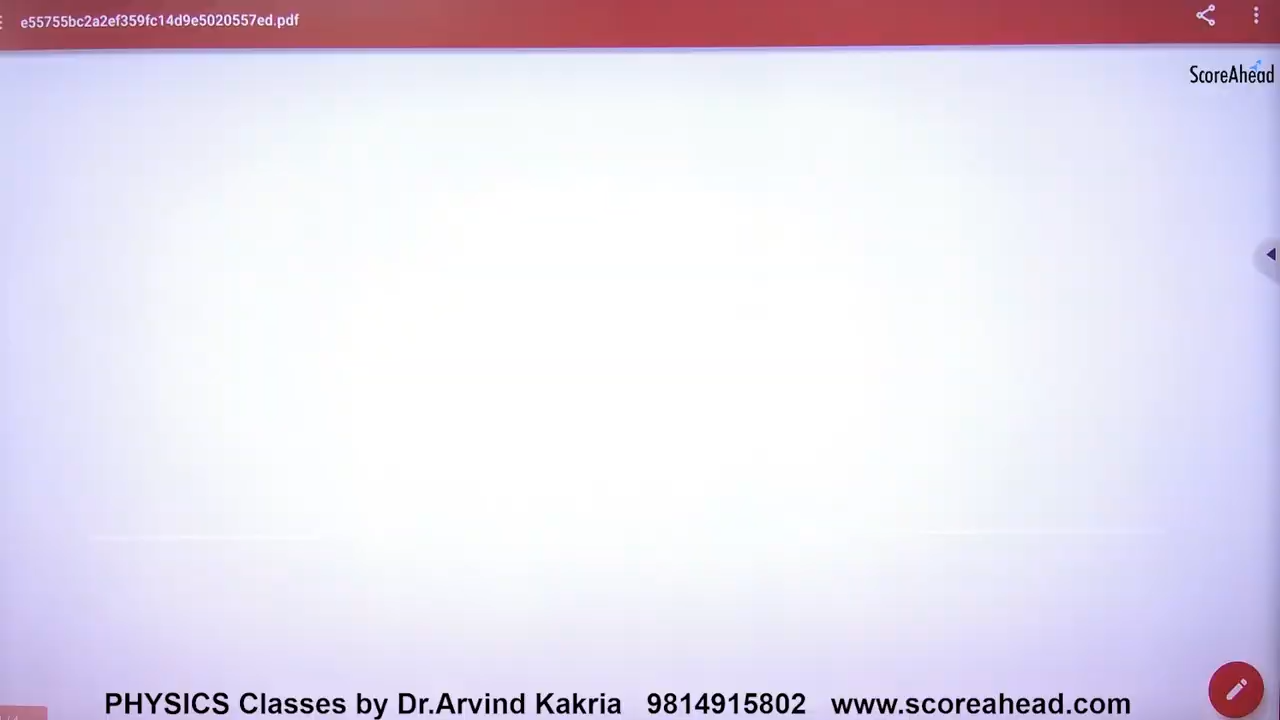 e55755bc2a2ef359fc14d9e5020557ed.pdf
ScoreAhead
PHYSICS Classes by Dr.Arvind Kakria 9814915802 www.scoreahead.com